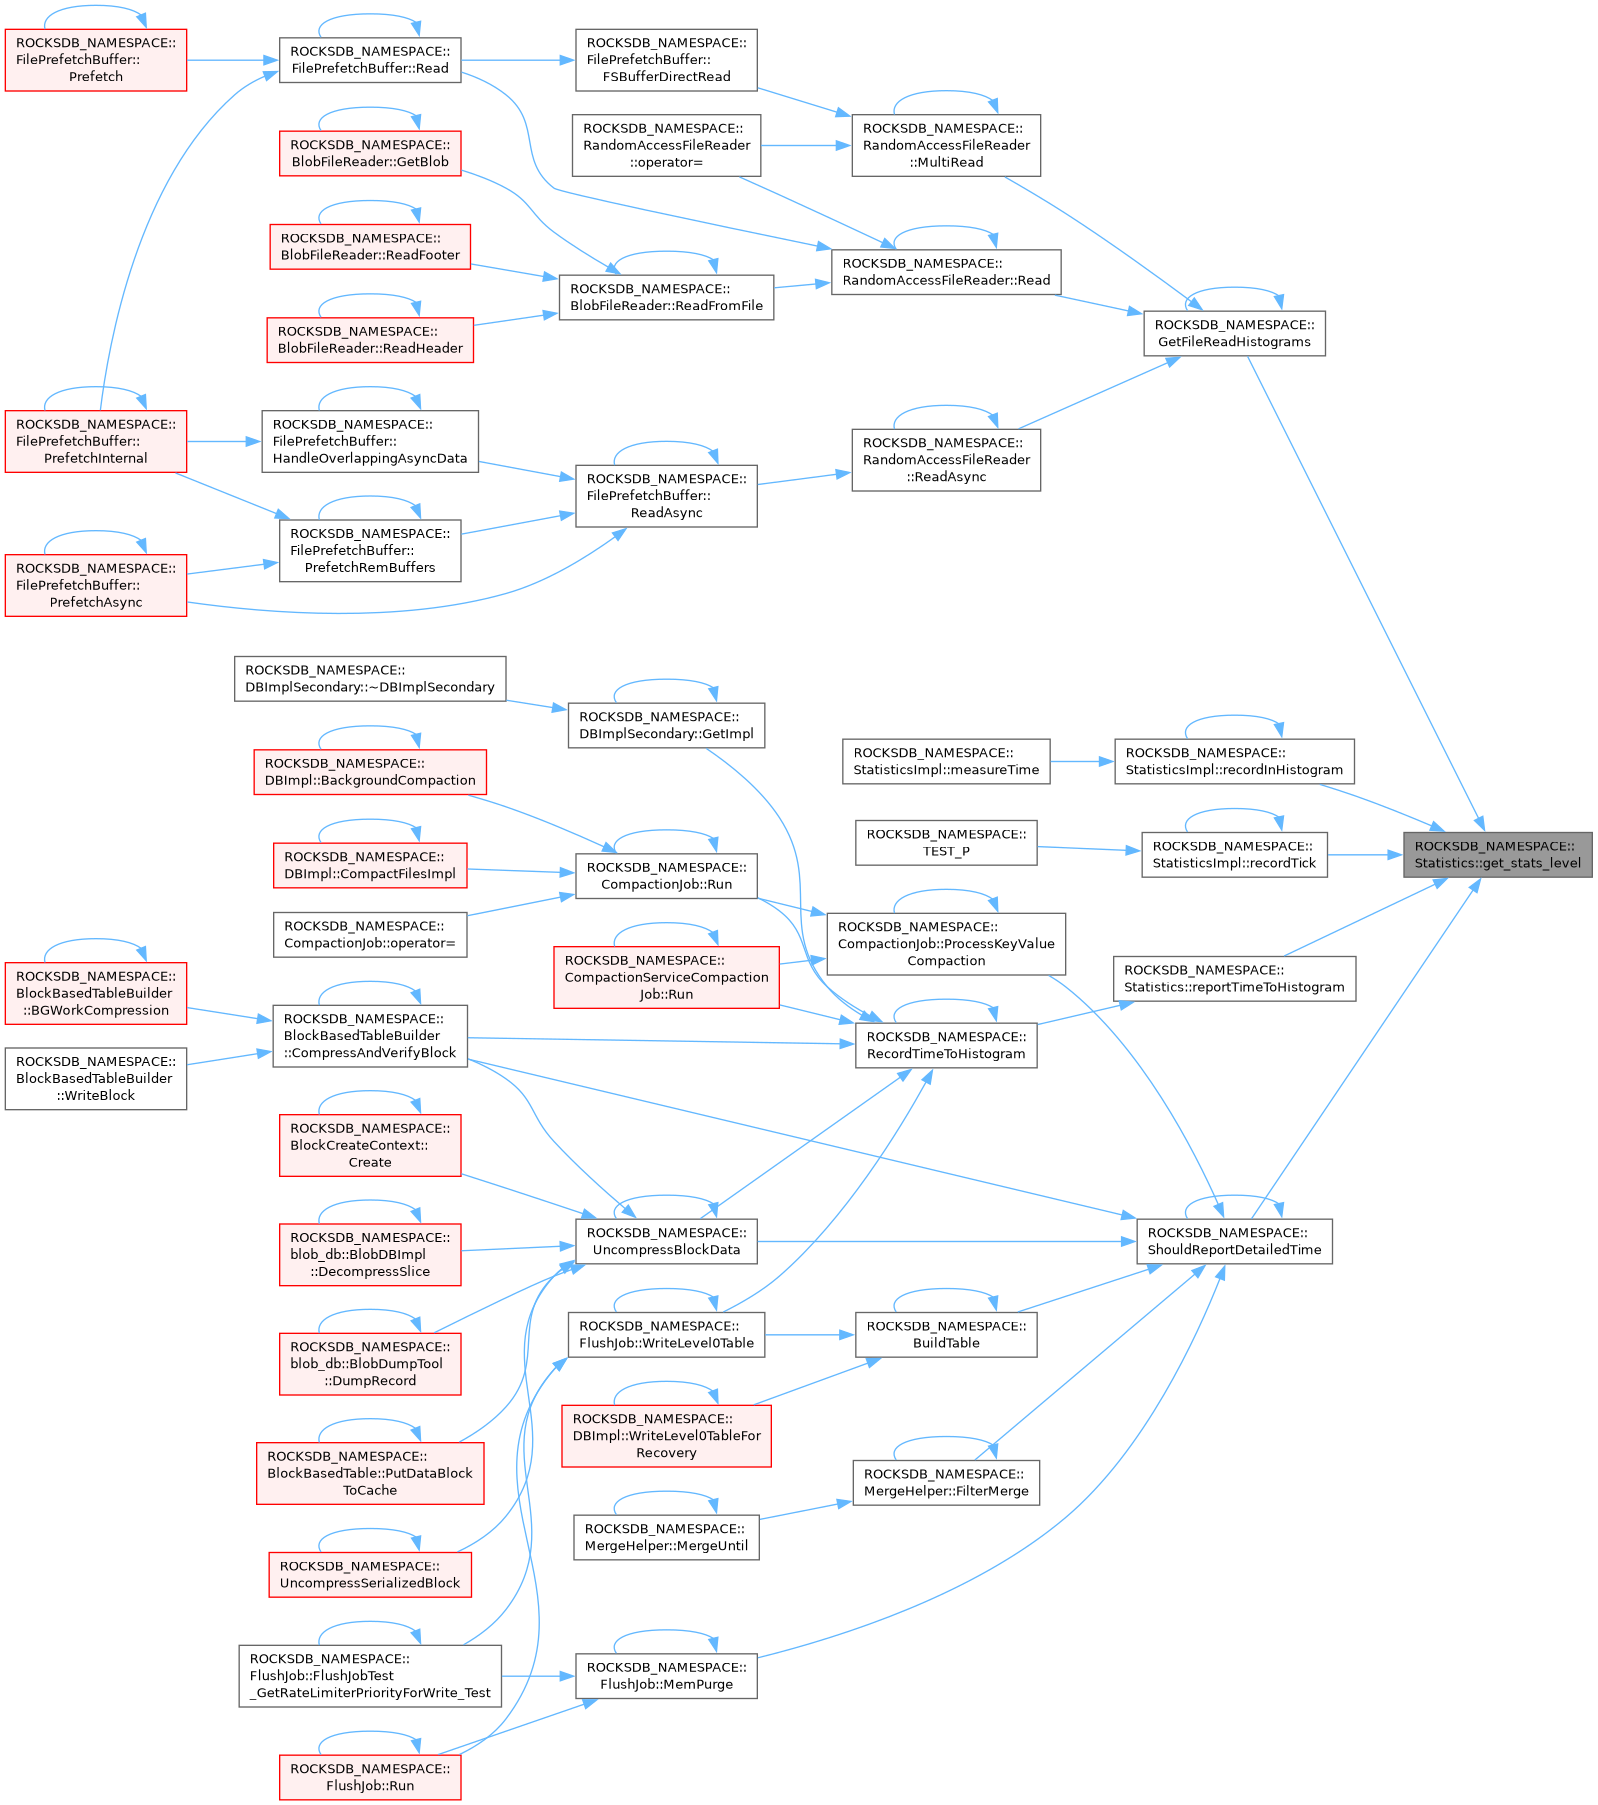 ROCKSDB_NAMESPACE::
FilePrefetchBuffer::
Prefetch
ROCKSDB_NAMESPACE::
FilePrefetchBuffer::Read
ROCKSDB_NAMESPACE::
FilePrefetchBuffer::
FSBufferDirectRead
ROCKSDB_NAMESPACE::
BlobFileReader::GetBlob
ROCKSDB_NAMESPACE::
RandomAccessFileReader
::operator=
ROCKSDB_NAMESPACE::
RandomAccessFileReader
::MultiRead
ROCKSDB_NAMESPACE::
BlobFileReader::ReadFooter
ROCKSDB_NAMESPACE::
BlobFileReader::ReadFromFile
ROCKSDB_NAMESPACE::
RandomAccessFileReader::Read
ROCKSDB_NAMESPACE::
BlobFileReader::ReadHeader
ROCKSDB_NAMESPACE::
GetFileReadHistograms
ROCKSDB_NAMESPACE::
FilePrefetchBuffer::
PrefetchInternal
ROCKSDB_NAMESPACE::
FilePrefetchBuffer::
HandleOverlappingAsyncData
ROCKSDB_NAMESPACE::
FilePrefetchBuffer::
ReadAsync
ROCKSDB_NAMESPACE::
RandomAccessFileReader
::ReadAsync
ROCKSDB_NAMESPACE::
FilePrefetchBuffer::
PrefetchRemBuffers
ROCKSDB_NAMESPACE::
FilePrefetchBuffer::
PrefetchAsync
ROCKSDB_NAMESPACE::
DBImplSecondary::~DBImplSecondary
ROCKSDB_NAMESPACE::
DBImplSecondary::GetImpl
ROCKSDB_NAMESPACE::
DBImpl::BackgroundCompaction
ROCKSDB_NAMESPACE::
StatisticsImpl::measureTime
ROCKSDB_NAMESPACE::
StatisticsImpl::recordInHistogram
ROCKSDB_NAMESPACE::
DBImpl::CompactFilesImpl
ROCKSDB_NAMESPACE::
CompactionJob::Run
ROCKSDB_NAMESPACE::
TEST_P
ROCKSDB_NAMESPACE::
StatisticsImpl::recordTick
ROCKSDB_NAMESPACE::
Statistics::get_stats_level
ROCKSDB_NAMESPACE::
CompactionJob::operator=
ROCKSDB_NAMESPACE::
CompactionServiceCompaction
Job::Run
ROCKSDB_NAMESPACE::
CompactionJob::ProcessKeyValue
Compaction
ROCKSDB_NAMESPACE::
Statistics::reportTimeToHistogram
ROCKSDB_NAMESPACE::
BlockBasedTableBuilder
::BGWorkCompression
ROCKSDB_NAMESPACE::
BlockBasedTableBuilder
::CompressAndVerifyBlock
ROCKSDB_NAMESPACE::
RecordTimeToHistogram
ROCKSDB_NAMESPACE::
BlockBasedTableBuilder
::WriteBlock
ROCKSDB_NAMESPACE::
BlockCreateContext::
Create
ROCKSDB_NAMESPACE::
blob_db::BlobDBImpl
::DecompressSlice
ROCKSDB_NAMESPACE::
UncompressBlockData
ROCKSDB_NAMESPACE::
ShouldReportDetailedTime
ROCKSDB_NAMESPACE::
blob_db::BlobDumpTool
::DumpRecord
ROCKSDB_NAMESPACE::
FlushJob::WriteLevel0Table
ROCKSDB_NAMESPACE::
BuildTable
ROCKSDB_NAMESPACE::
DBImpl::WriteLevel0TableFor
Recovery
ROCKSDB_NAMESPACE::
BlockBasedTable::PutDataBlock
ToCache
ROCKSDB_NAMESPACE::
MergeHelper::FilterMerge
ROCKSDB_NAMESPACE::
MergeHelper::MergeUntil
ROCKSDB_NAMESPACE::
UncompressSerializedBlock
ROCKSDB_NAMESPACE::
FlushJob::FlushJobTest
_GetRateLimiterPriorityForWrite_Test
ROCKSDB_NAMESPACE::
FlushJob::MemPurge
ROCKSDB_NAMESPACE::
FlushJob::Run